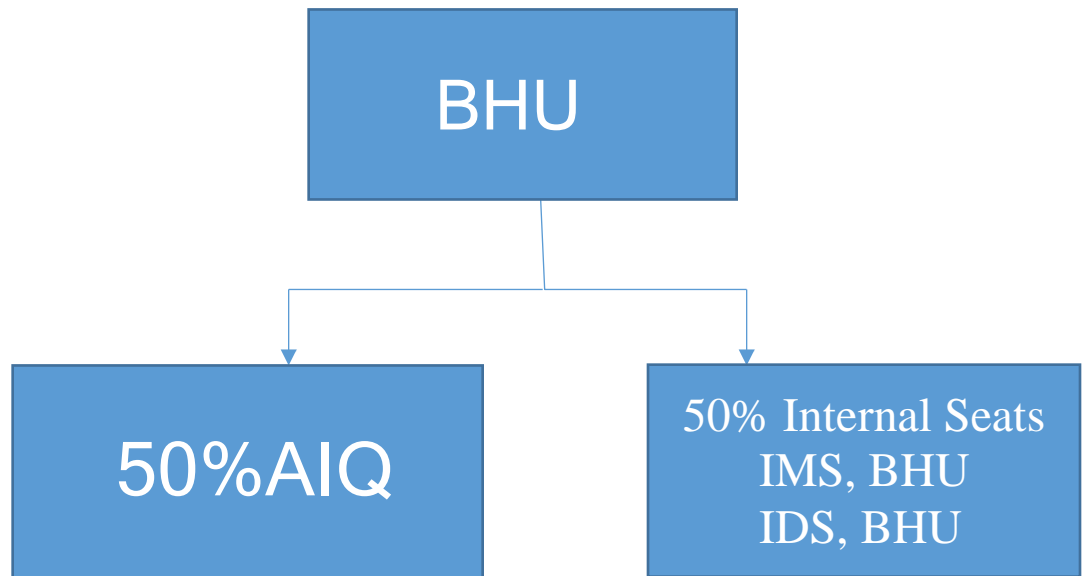 BHU
50%AIQ
50% Internal Seats
IMS, BHU
IDS, BHU